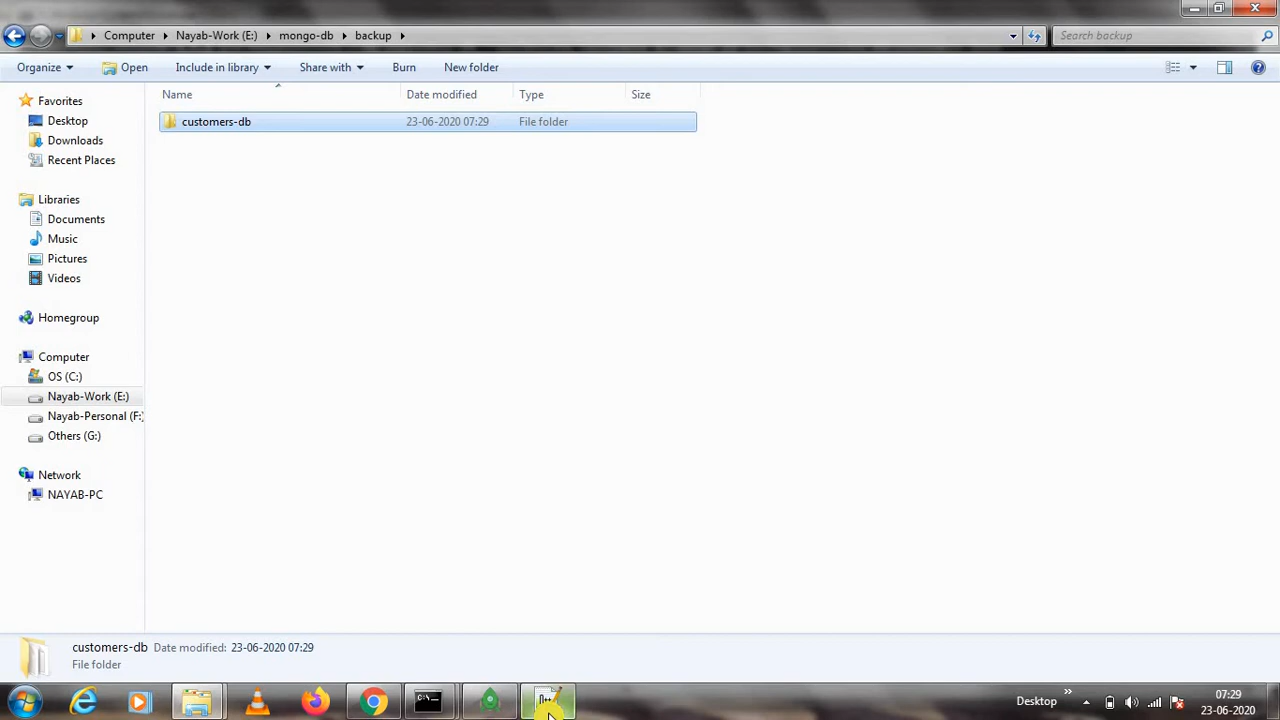 Computer Nayab-Work (E:) mongo-db backup Search backup
Organize Open Include in library Share with Burn New folder
Name Date modified Type Size
customers-db 23-06-2020 07:29 File folder
Favorites
Desktop
Downloads
Recent Places
Libraries
Documents
Music
Pictures
Videos
Homegroup
Computer
OS (C:)
Nayab-Work (E:)
Nayab-Personal (F:)
Others (G:)
Network
NAYAB-PC
customers-db Date modified: 23-06-2020 07:29
File folder
Desktop » 07:29
23-06-2020